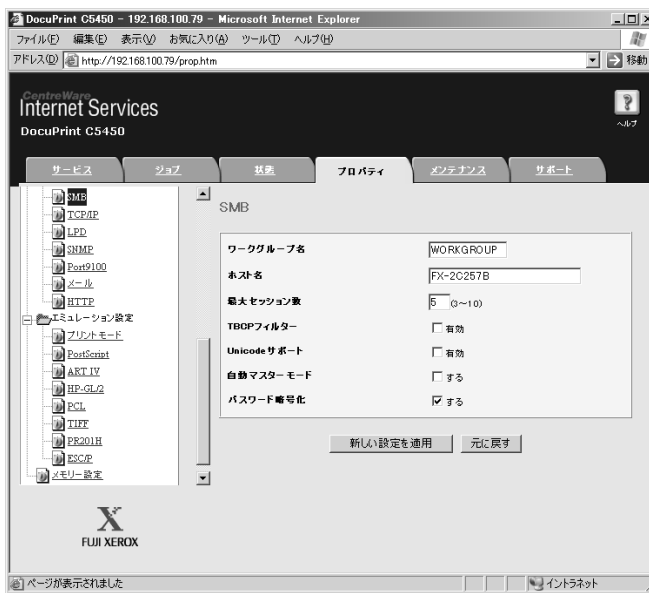 DocuPrint C5450 - 192.168.100.79 - Microsoft Internet Explorer
ファイル(F) 編集(E) 表示(V) お気に入り(A) ツール(T) ヘルプ(H)
アドレス(D) http://192.168.100.79/prop.htm 移動
CentreWare
Internet Services
DocuPrint C5450
ヘルプ
サービス ジョブ 状態 プロパティ メンテナンス サポート
SMB
TCP/IP
LPD
SNMP
Port9100
メール
HTTP
エミュレーション設定
プリントモード
PostScript
ART IV
HP-GL/2
PCL
TIFF
PR201H
ESC/P
メモリー設定
SMB
ワークグループ名 WORKGROUP
ホスト名 FX-2C257B
最大セッション数 5 (3～10)
TBCPフィルター 有効
Unicodeサポート 有効
自動マスターモード する
パスワード暗号化 する
新しい設定を適用 元に戻す
FUJI XEROX
ページが表示されました イントラネット